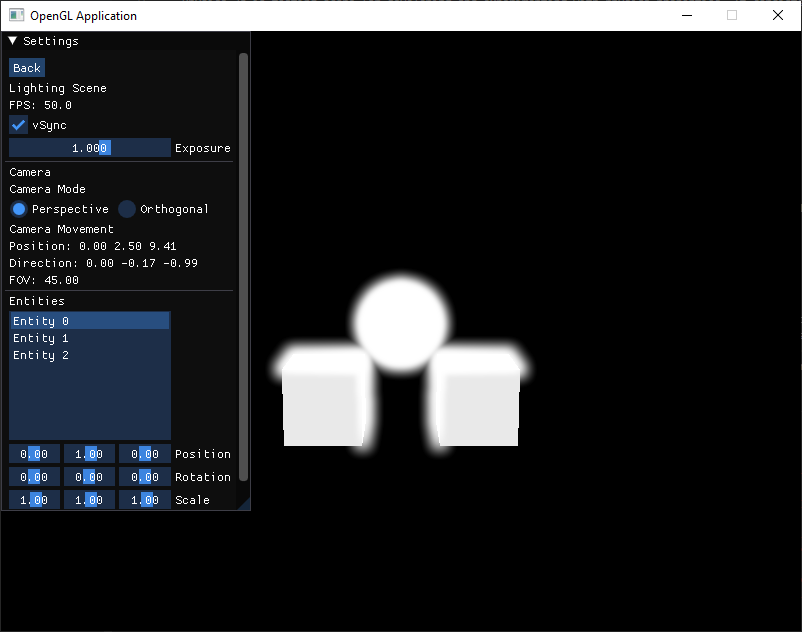 OpenGL Application
Settings
Back
Lighting Scene
FPS: 50.0
vSync
1.000 Exposure
Camera
Camera Mode
Perspective Orthogonal
Camera Movement
Position: 0.00 2.50 9.41
Direction: 0.00 -0.17 -0.99
FOV: 45.00
Entities
Entity 0
Entity 1
Entity 2
0.00 1.00 0.00 Position
0.00 0.00 0.00 Rotation
1.00 1.00 1.00 Scale